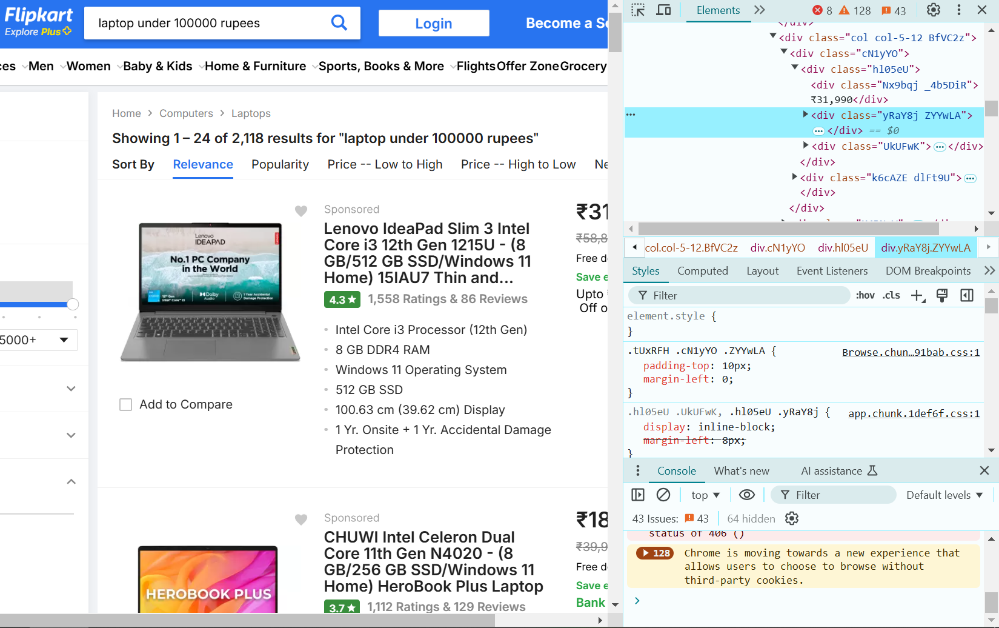 Flipkart
Explore Plus
laptop under 100000 rupees
Login
Become a Se
ces
Men
Women
Baby & Kids
Home & Furniture
Sports, Books & More
Flights
Offer Zone
Grocery
Home
Computers
Laptops
Showing 1 – 24 of 2,118 results for "laptop under 100000 rupees"
Sort By
Relevance
Popularity
Price -- Low to High
Price -- High to Low
Ne
5000+
Lenovo
IDEAPAD
No.1 PC Company
in the World
Dolby
Audio
1 Year Accidental
Damage Protection
Add to Compare
Sponsored
Lenovo IdeaPad Slim 3 Intel
Core i3 12th Gen 1215U - (8
GB/512 GB SSD/Windows 11
Home) 15IAU7 Thin and...
4.3
1,558 Ratings & 86 Reviews
Intel Core i3 Processor (12th Gen)
8 GB DDR4 RAM
Windows 11 Operating System
512 GB SSD
100.63 cm (39.62 cm) Display
1 Yr. Onsite + 1 Yr. Accidental Damage
Protection
₹31
₹58,8
Free de
Save e
Upto
Off o
HEROBOOK PLUS
Sponsored
CHUWI Intel Celeron Dual
Core 11th Gen N4020 - (8
GB/256 GB SSD/Windows 11
Home) HeroBook Plus Laptop
3.7
1,112 Ratings & 129 Reviews
₹18
₹39,9
Free de
Save e
Bank
Elements
8
128
43
</div>
<div class="col col-5-12 BfVC2z">
<div class="cN1yYO">
<div class="hl05eU">
<div class="Nx9bqj _4b5DiR">
₹31,990</div>
<div class="yRaY8j ZYYwLA">
</div> == $0
<div class="UkUFwK"></div>
</div>
<div class="k6cAZE dlFt9U">
</div>
</div>
col.col-5-12.BfVC2z
div.cN1yYO
div.hl05eU
div.yRaY8j.ZYYwLA
Styles
Computed
Layout
Event Listeners
DOM Breakpoints
Filter
:hov
.cls
element.style {
}
.tUxRFH .cN1yYO .ZYYwLA {
Browse.chun…91bab.css:1
padding-top: 10px;
margin-left: 0;
}
.hl05eU .UkUFwK, .hl05eU .yRaY8j {
app.chunk.1def6f.css:1
display: inline-block;
margin-left: 8px;
}
Console
What's new
AI assistance
top
Filter
Default levels
43 Issues:
43
64 hidden
status of 406 ()
128
Chrome is moving towards a new experience that
allows users to choose to browse without
third-party cookies.